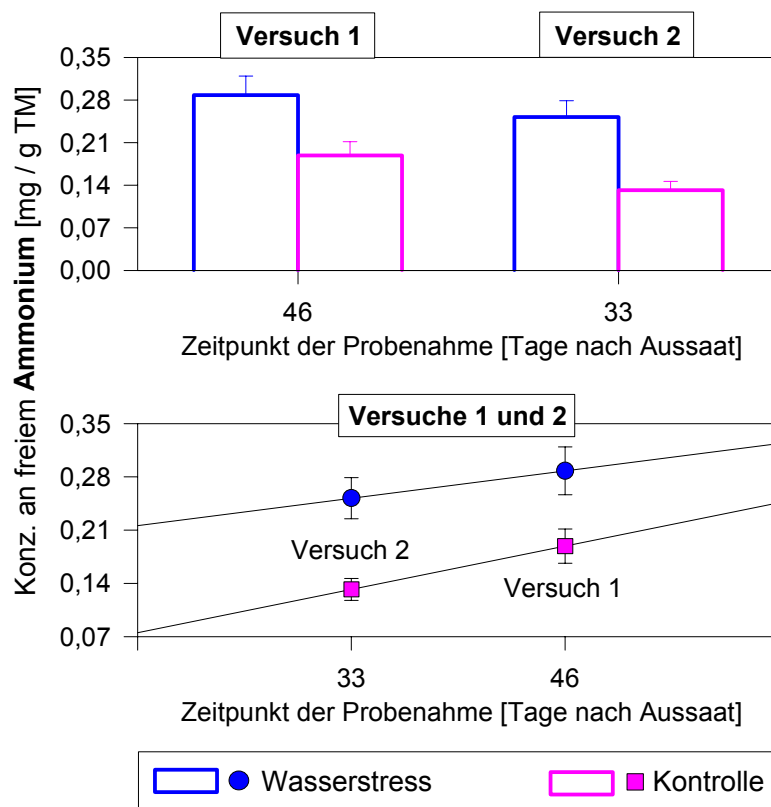 Konz. an freiem Ammonium [mg / g TM]
Versuch 1
Versuch 2
0,35
0,28
0,21
0,14
0,07
0,00
46
33
Zeitpunkt der Probenahme [Tage nach Aussaat]
Versuche 1 und 2
0,35
0,28
0,21
0,14
0,07
Versuch 2
Versuch 1
33
46
Zeitpunkt der Probenahme [Tage nach Aussaat]
Wasserstress
Kontrolle